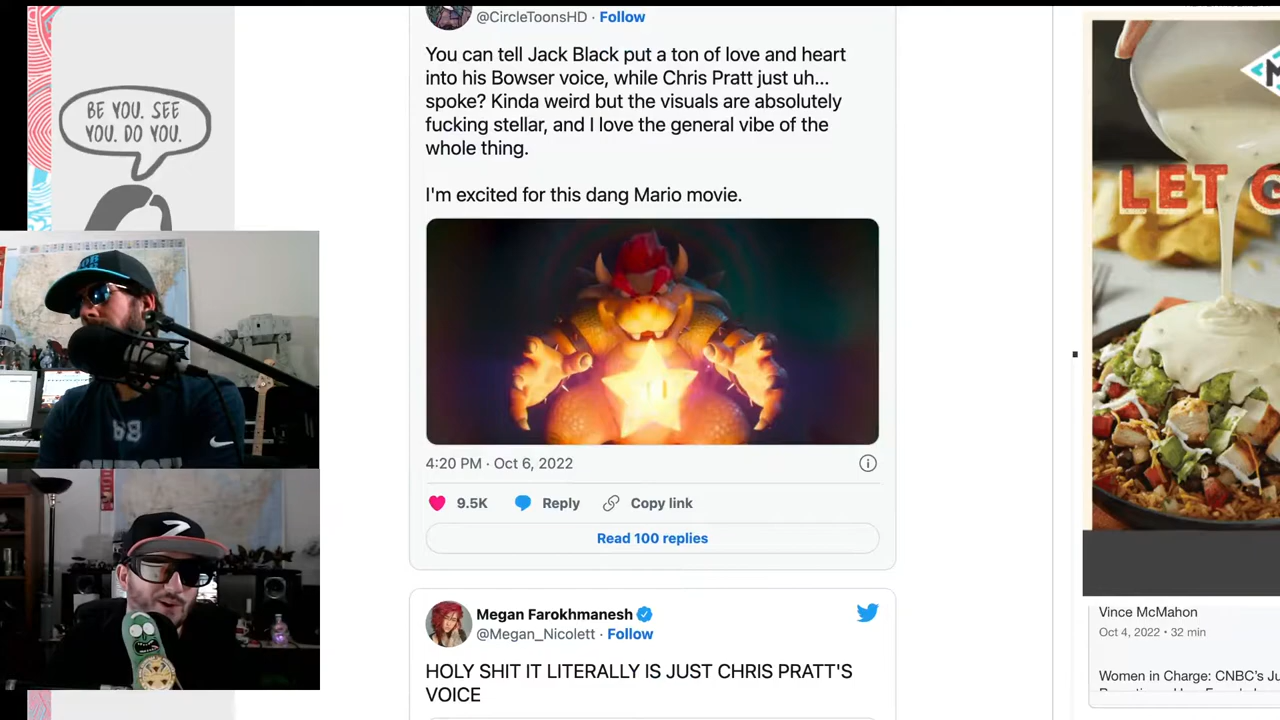 @CircleToonsHD · Follow
You can tell Jack Black put a ton of love and heart
into his Bowser voice, while Chris Pratt just uh...
spoke? Kinda weird but the visuals are absolutely
fucking stellar, and I love the general vibe of the
whole thing.
I'm excited for this dang Mario movie.
4:20 PM · Oct 6, 2022
9.5K Reply Copy link
Read 100 replies
Megan Farokhmanesh
@Megan_Nicolett · Follow
HOLY SHIT IT LITERALLY IS JUST CHRIS PRATT'S
VOICE
BE YOU. SEE
YOU. DO YOU.
LET G
Vince McMahon
Oct 4, 2022 • 32 min
Women in Charge: CNBC's Ju